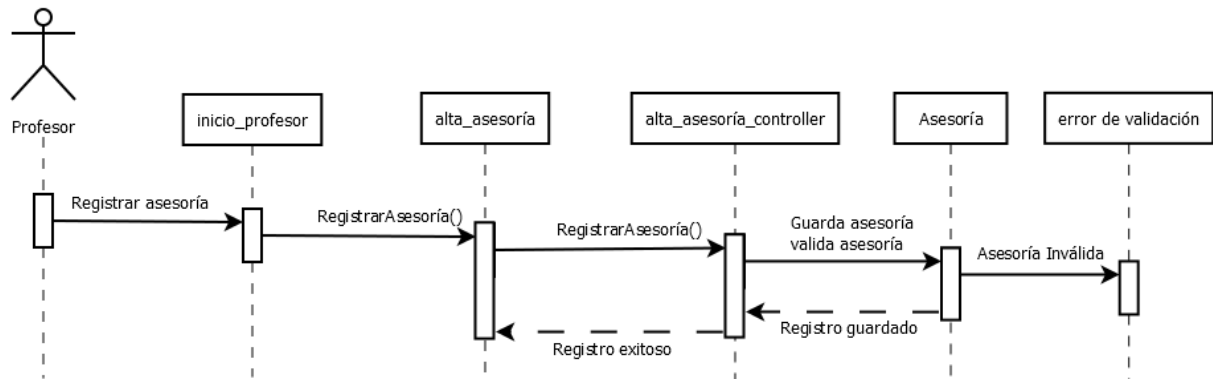 Profesor
inicio_profesor
alta_asesoría
alta_asesoría_controller
Asesoría
error de validación
Registrar asesoría
RegistrarAsesoría()
RegistrarAsesoría()
Guarda asesoría
valida asesoría
Asesoría Inválida
Registro guardado
Registro exitoso